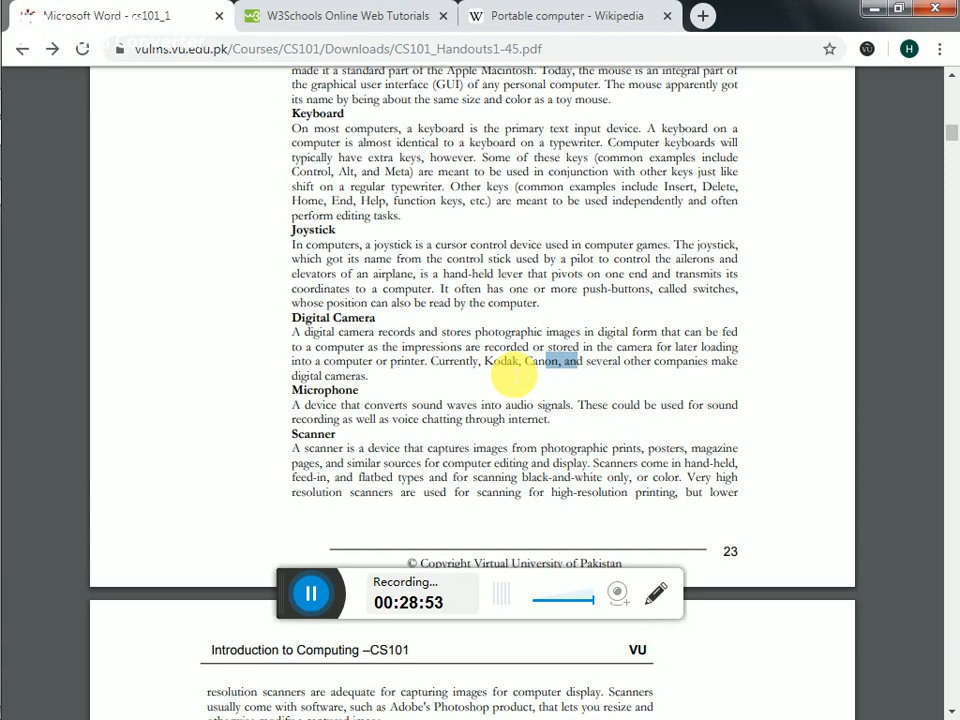 Microsoft Word - cs101_1
W3Schools Online Web Tutorials
Portable computer - Wikipedia
vulms.vu.edu.pk/Courses/CS101/Downloads/CS101_Handouts1-45.pdf
H
made it a standard part of the Apple Macintosh. Today, the mouse is an integral part of
the graphical user interface (GUI) of any personal computer. The mouse apparently got
its name by being about the same size and color as a toy mouse.
Keyboard
On most computers, a keyboard is the primary text input device. A keyboard on a
computer is almost identical to a keyboard on a typewriter. Computer keyboards will
typically have extra keys, however. Some of these keys (common examples include
Control, Alt, and Meta) are meant to be used in conjunction with other keys just like
shift on a regular typewriter. Other keys (common examples include Insert, Delete,
Home, End, Help, function keys, etc.) are meant to be used independently and often
perform editing tasks.
Joystick
In computers, a joystick is a cursor control device used in computer games. The joystick,
which got its name from the control stick used by a pilot to control the ailerons and
elevators of an airplane, is a hand-held lever that pivots on one end and transmits its
coordinates to a computer. It often has one or more push-buttons, called switches,
whose position can also be read by the computer.
Digital Camera
A digital camera records and stores photographic images in digital form that can be fed
to a computer as the impressions are recorded or stored in the camera for later loading
into a computer or printer. Currently, Kodak, Canon, and several other companies make
digital cameras.
Microphone
A device that converts sound waves into audio signals. These could be used for sound
recording as well as voice chatting through internet.
Scanner
A scanner is a device that captures images from photographic prints, posters, magazine
pages, and similar sources for computer editing and display. Scanners come in hand-held,
feed-in, and flatbed types and for scanning black-and-white only, or color. Very high
resolution scanners are used for scanning for high-resolution printing, but lower
23
© Copyright Virtual University of Pakistan
Recording...
00:28:53
Introduction to Computing –CS101 VU
resolution scanners are adequate for capturing images for computer display. Scanners
usually come with software, such as Adobe's Photoshop product, that lets you resize and